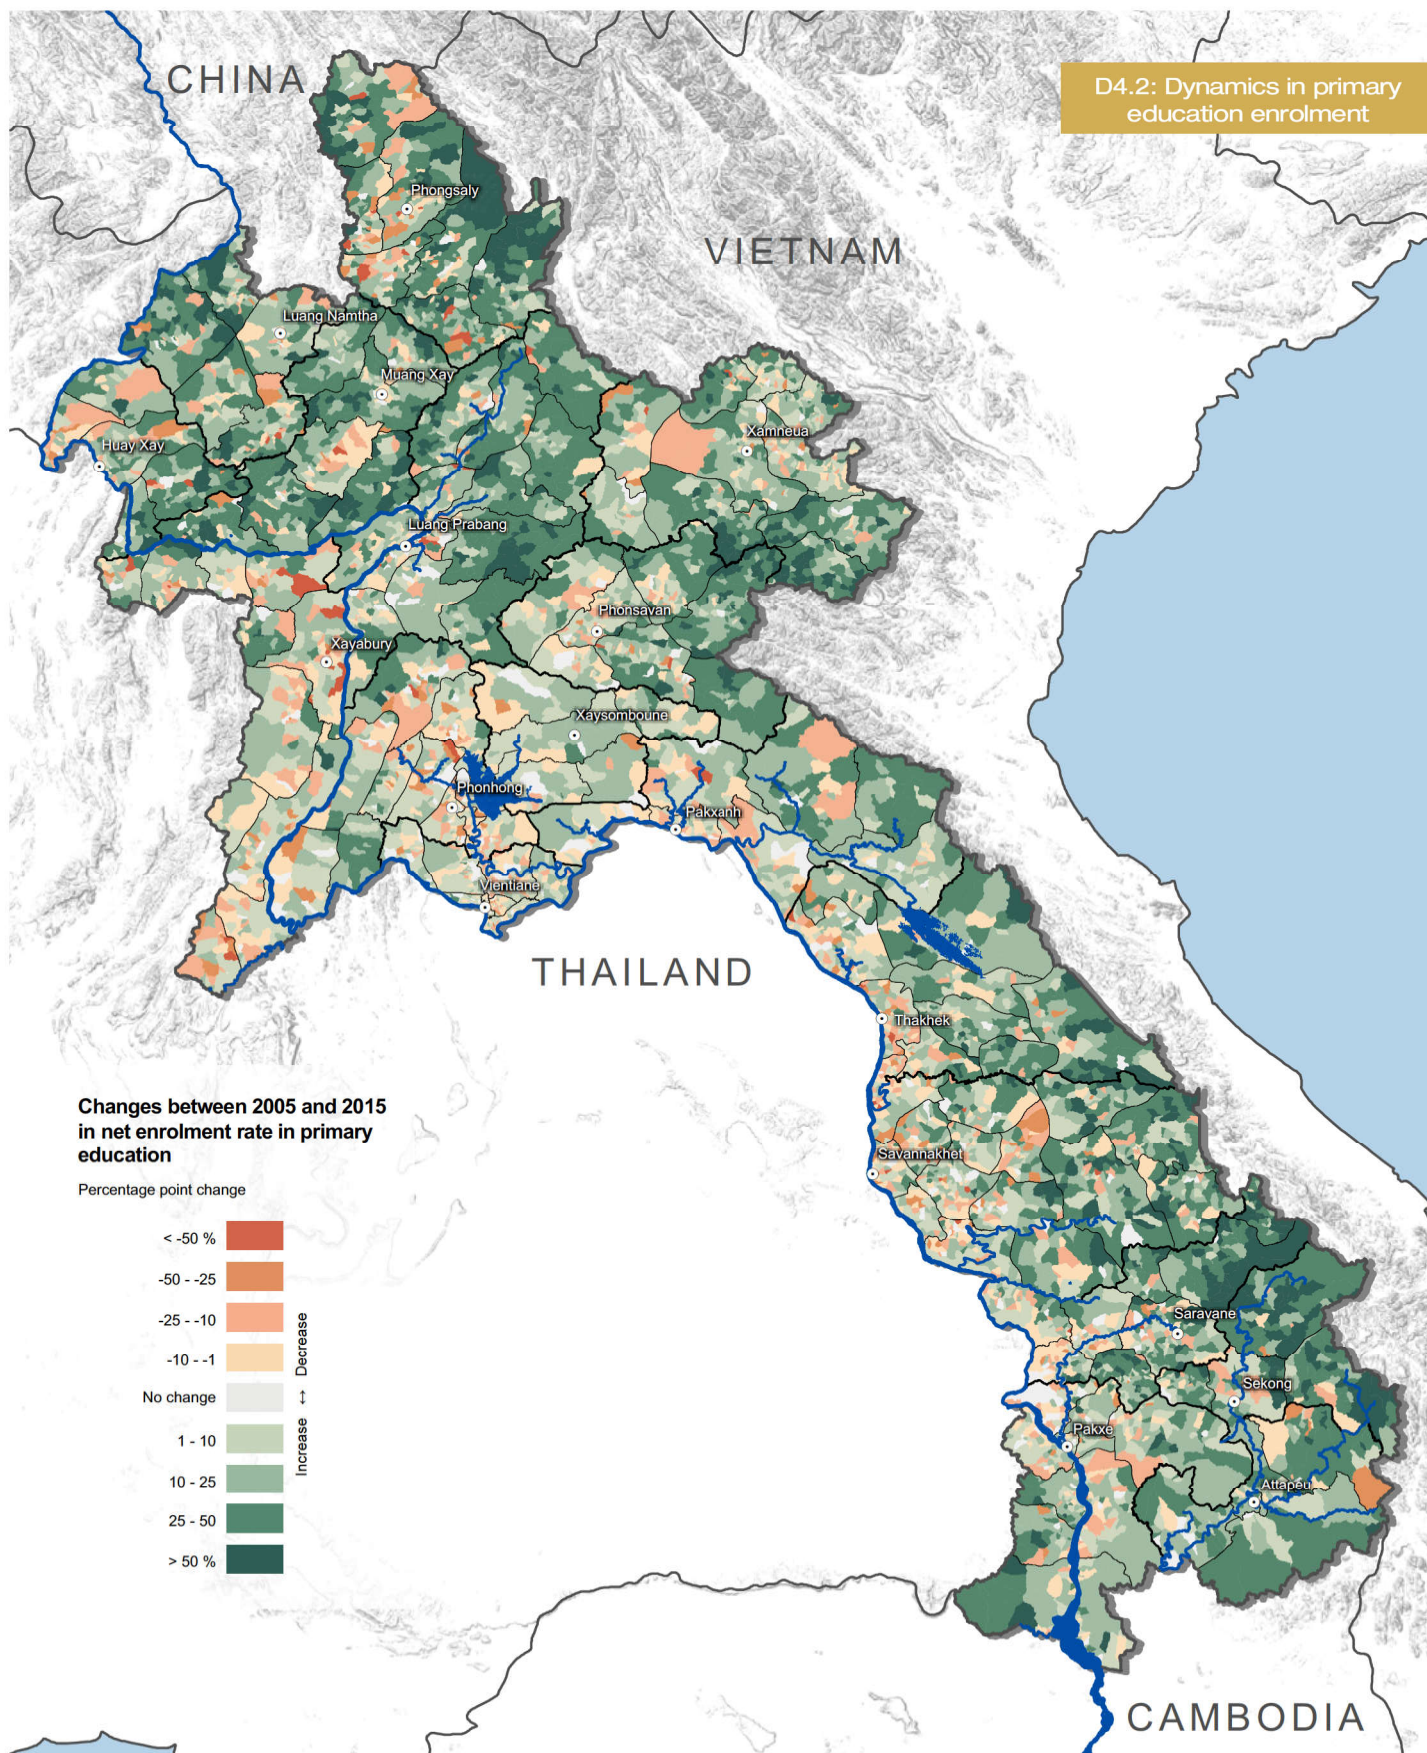 CHINA
D4.2: Dynamics in primary
education enrolment
Phongsaly
VIETNAM
Luang Namtha
Muang Xay
Xamneua
Huay Xay
Luang Prabang
Phonsavan
Xayabury
Xaysomboune
Phonhong
Pakxanh
Vientiane
THAILAND
Thakhek
Changes between 2005 and 2015
in net enrolment rate in primary
education
Savannakhet
Percentage point change
< -50 %
-50 - -25
-25 - -10
-10 - -1
No change
1 - 10
10 - 25
25 - 50
> 50 %
Increase ↔ Decrease
Saravane
Sekong
Pakxe
Attapeu
CAMBODIA